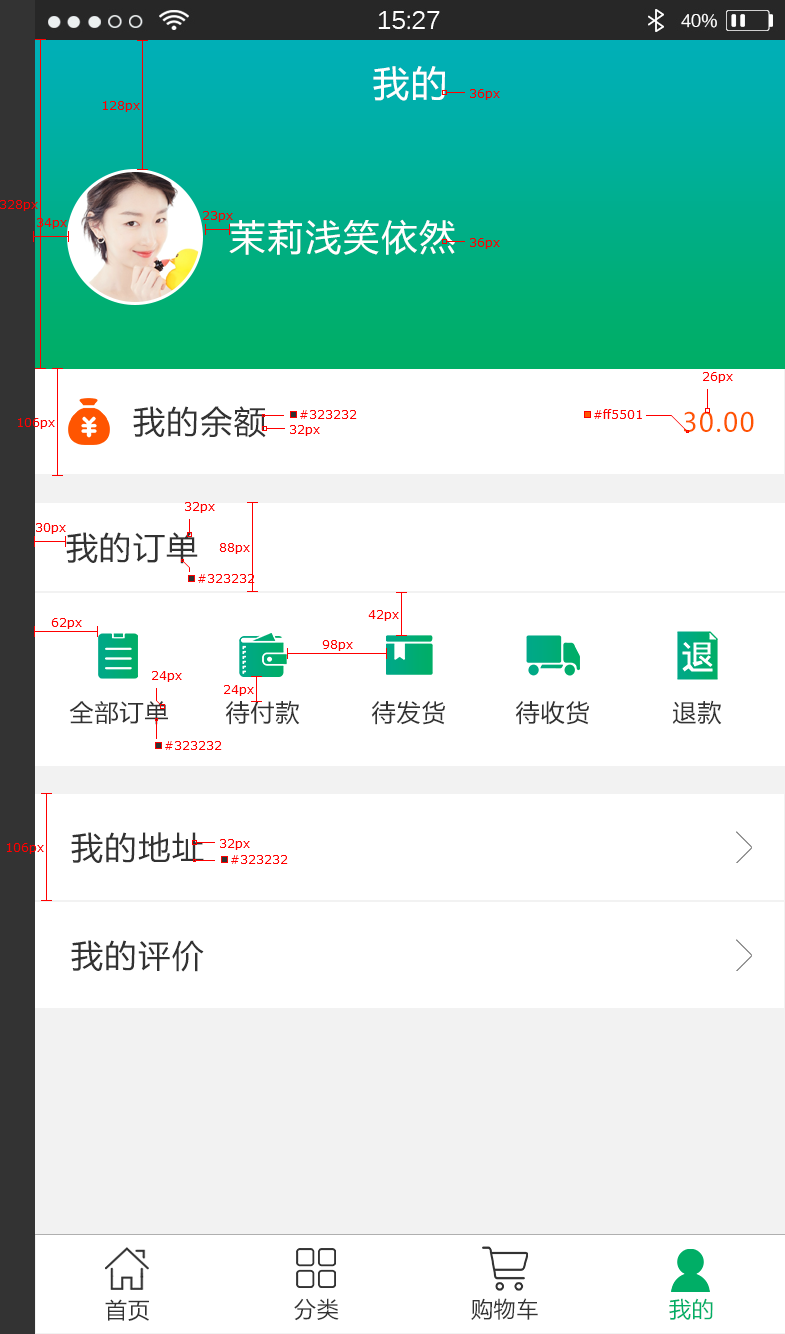 15:27
40%
我的
36px
128px
328px
34px
23px
茉莉浅笑依然
36px
106px
¥
我的余额
#323232
32px
26px
#ff5501
30.00
32px
30px
我的订单
88px
#323232
62px
42px
98px
24px
24px
退
全部订单
待付款
待发货
待收货
退款
#323232
106px
我的地址
32px
#323232
我的评价
首页
分类
购物车
我的